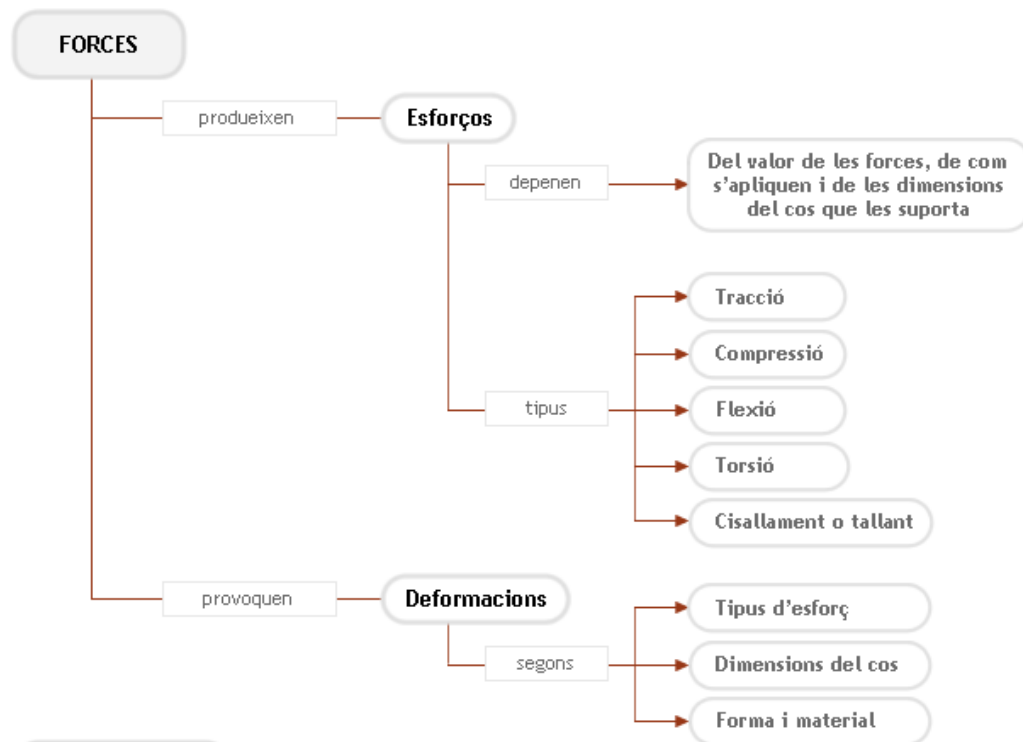 FORCES
produeixen
Esforços
depenen
Del valor de les forces, de com
s'apliquen i de les dimensions
del cos que les suporta
tipus
Tracció
Compressió
Flexió
Torsió
Cisallament o tallant
provoquen
Deformacions
segons
Tipus d'esforç
Dimensions del cos
Forma i material